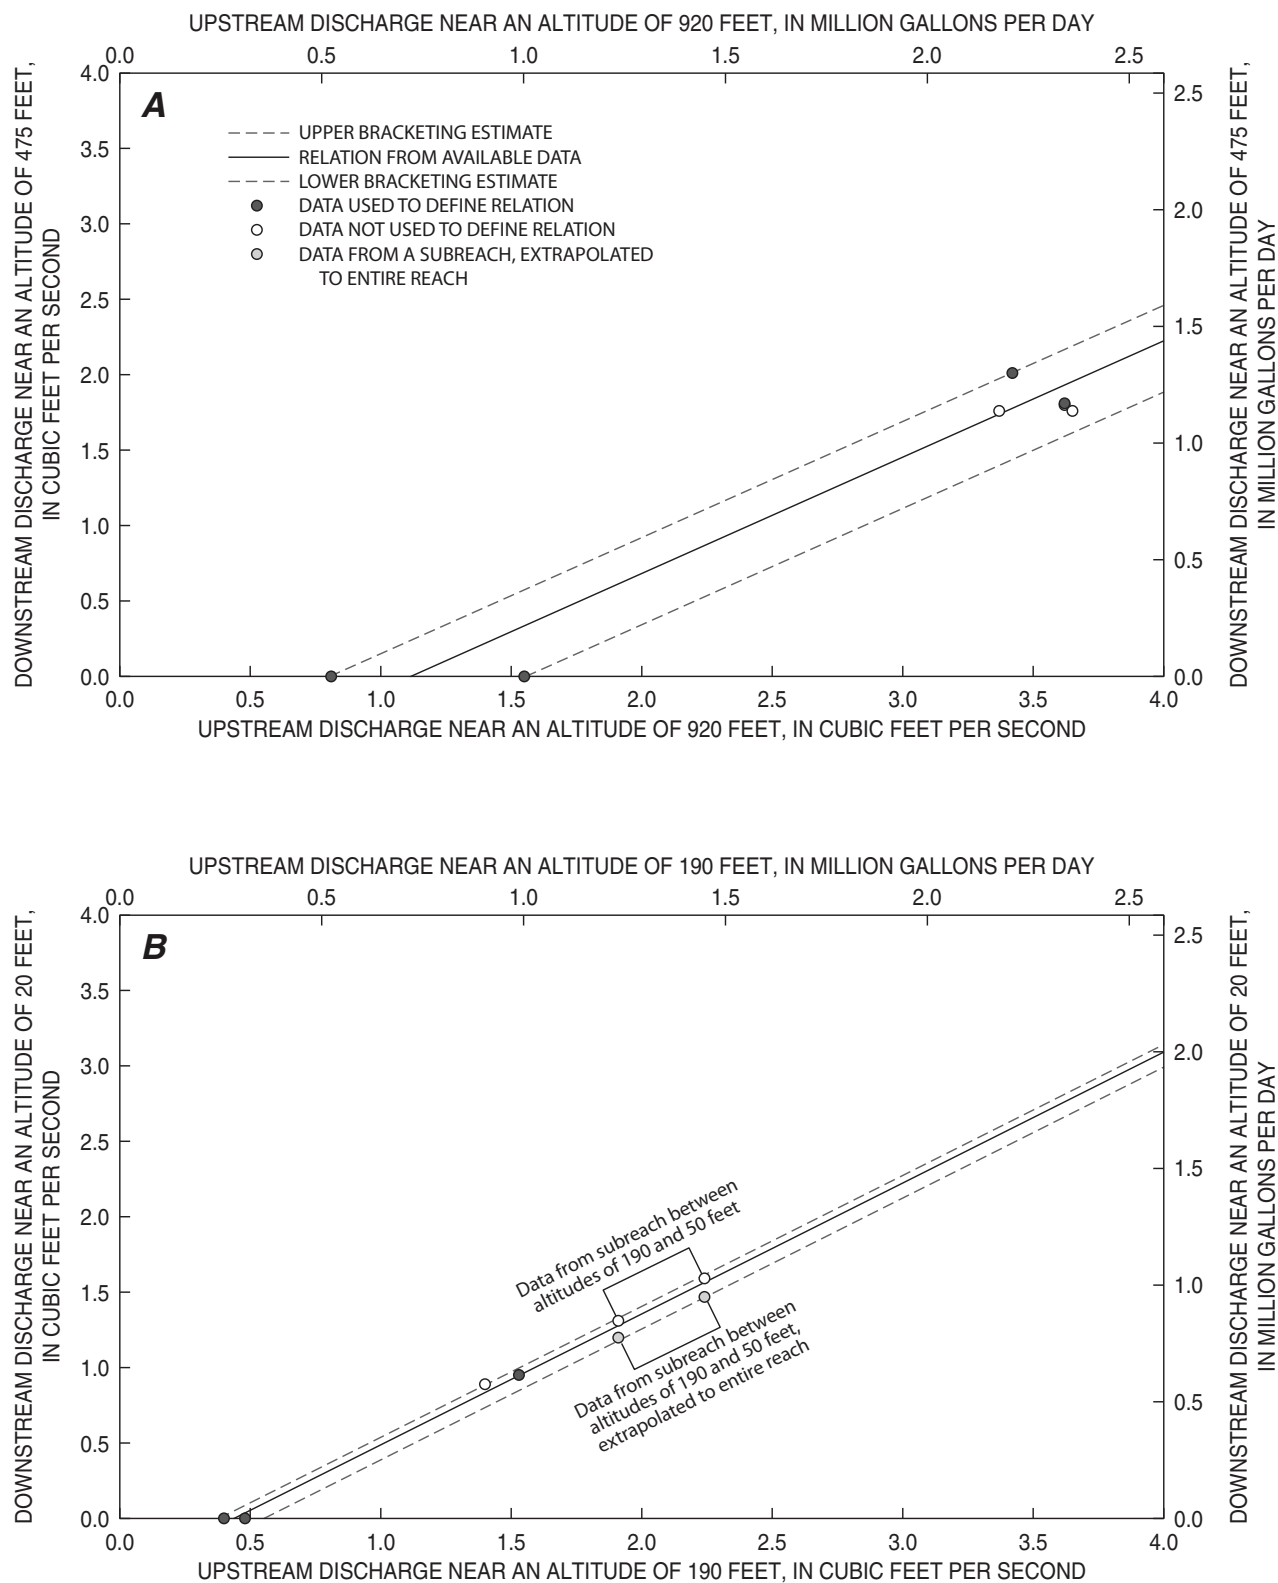 UPSTREAM DISCHARGE NEAR AN ALTITUDE OF 920 FEET, IN MILLION GALLONS PER DAY
0.0 0.5 1.0 1.5 2.0 2.5
DOWNSTREAM DISCHARGE NEAR AN ALTITUDE OF 475 FEET,
IN CUBIC FEET PER SECOND
4.0
3.5
3.0
2.5
2.0
1.5
1.0
0.5
0.0
A
UPPER BRACKETING ESTIMATE
RELATION FROM AVAILABLE DATA
LOWER BRACKETING ESTIMATE
DATA USED TO DEFINE RELATION
DATA NOT USED TO DEFINE RELATION
DATA FROM A SUBREACH, EXTRAPOLATED
TO ENTIRE REACH
2.5
2.0
1.5
1.0
0.5
0.0
DOWNSTREAM DISCHARGE NEAR AN ALTITUDE OF 475 FEET,
IN MILLION GALLONS PER DAY
0.0 0.5 1.0 1.5 2.0 2.5 3.0 3.5 4.0
UPSTREAM DISCHARGE NEAR AN ALTITUDE OF 920 FEET, IN CUBIC FEET PER SECOND
UPSTREAM DISCHARGE NEAR AN ALTITUDE OF 190 FEET, IN MILLION GALLONS PER DAY
0.0 0.5 1.0 1.5 2.0 2.5
DOWNSTREAM DISCHARGE NEAR AN ALTITUDE OF 20 FEET,
IN CUBIC FEET PER SECOND
4.0
3.5
3.0
2.5
2.0
1.5
1.0
0.5
0.0
B
Data from subreach between
altitudes of 190 and 50 feet
Data from subreach between
altitudes of 190 and 50 feet,
extrapolated to entire reach
2.5
2.0
1.5
1.0
0.5
0.0
DOWNSTREAM DISCHARGE NEAR AN ALTITUDE OF 20 FEET,
IN MILLION GALLONS PER DAY
0.0 0.5 1.0 1.5 2.0 2.5 3.0 3.5 4.0
UPSTREAM DISCHARGE NEAR AN ALTITUDE OF 190 FEET, IN CUBIC FEET PER SECOND